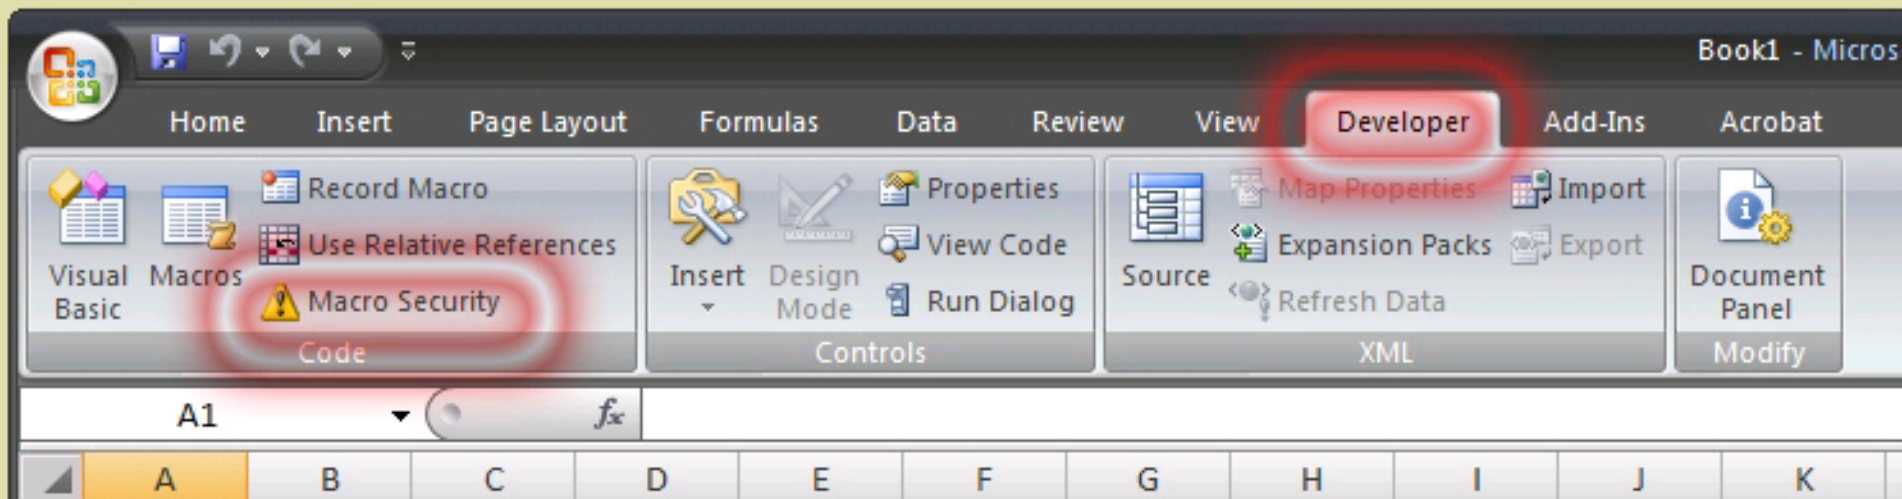 Book1 - Micros
Home Insert Page Layout Formulas Data Review View Developer Add-Ins Acrobat
Visual Basic
Macros
Record Macro
Use Relative References
Macro Security
Code
Insert
Design Mode
Properties
View Code
Run Dialog
Controls
Source
Map Properties
Expansion Packs
Refresh Data
Import
Export
XML
Document Panel
Modify
A1 fx
A B C D E F G H I J K